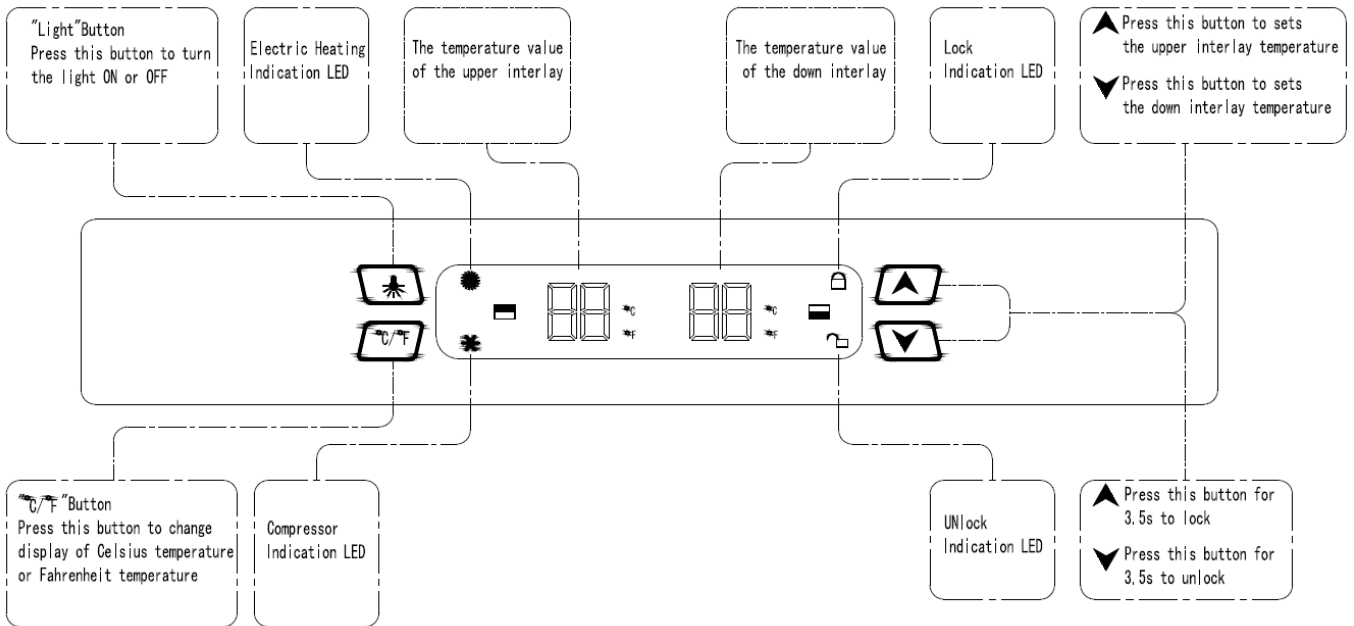 "Light"Button
Press this button to turn
the light ON or OFF
Electric Heating
Indication LED
The temperature value
of the upper interlay
The temperature value
of the down interlay
Lock
Indication LED
Press this button to sets
the upper interlay temperature
Press this button to sets
the down interlay temperature
°C
°F
°C
°F
°C/°F
"°C/°F"Button
Press this button to change
display of Celsius temperature
or Fahrenheit temperature
Compressor
Indication LED
UNlock
Indication LED
Press this button for
3.5s to lock
Press this button for
3.5s to unlock